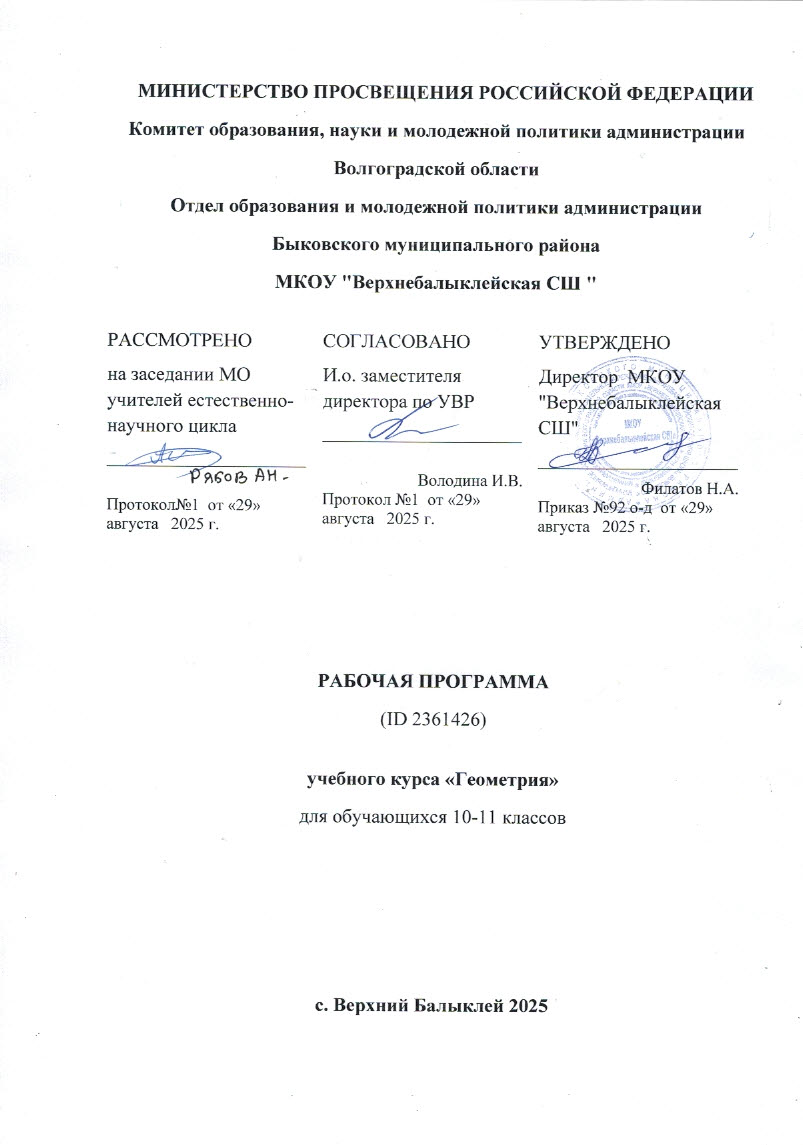 МИНИСТЕРСТВО ПРОСВЕЩЕНИЯ РОССИЙСКОЙ ФЕДЕРАЦИИ
Комитет образования, науки и молодежной политики администрации
Волгоградской области
Отдел образования и молодежной политики администрации
Быковского муниципального района
МКОУ "Верхнебалыклейская СШ "
РАССМОТРЕНО
на заседании МО
учителей естественно-
научного цикла
Рябов АН.
Протокол№1 от «29»
августа 2025 г.
СОГЛАСОВАНО
И.о. заместителя
директора по УВР
Володина И.В.
Протокол №1 от «29»
августа 2025 г.
УТВЕРЖДЕНО
Директор МКОУ
"Верхнебалыклейская
СШ"
МКОУ
Филатов Н.А.
Приказ №92 о-д от «29»
августа 2025 г.
РАБОЧАЯ ПРОГРАММА
(ID 2361426)
учебного курса «Геометрия»
для обучающихся 10-11 классов
с. Верхний Балыклей 2025